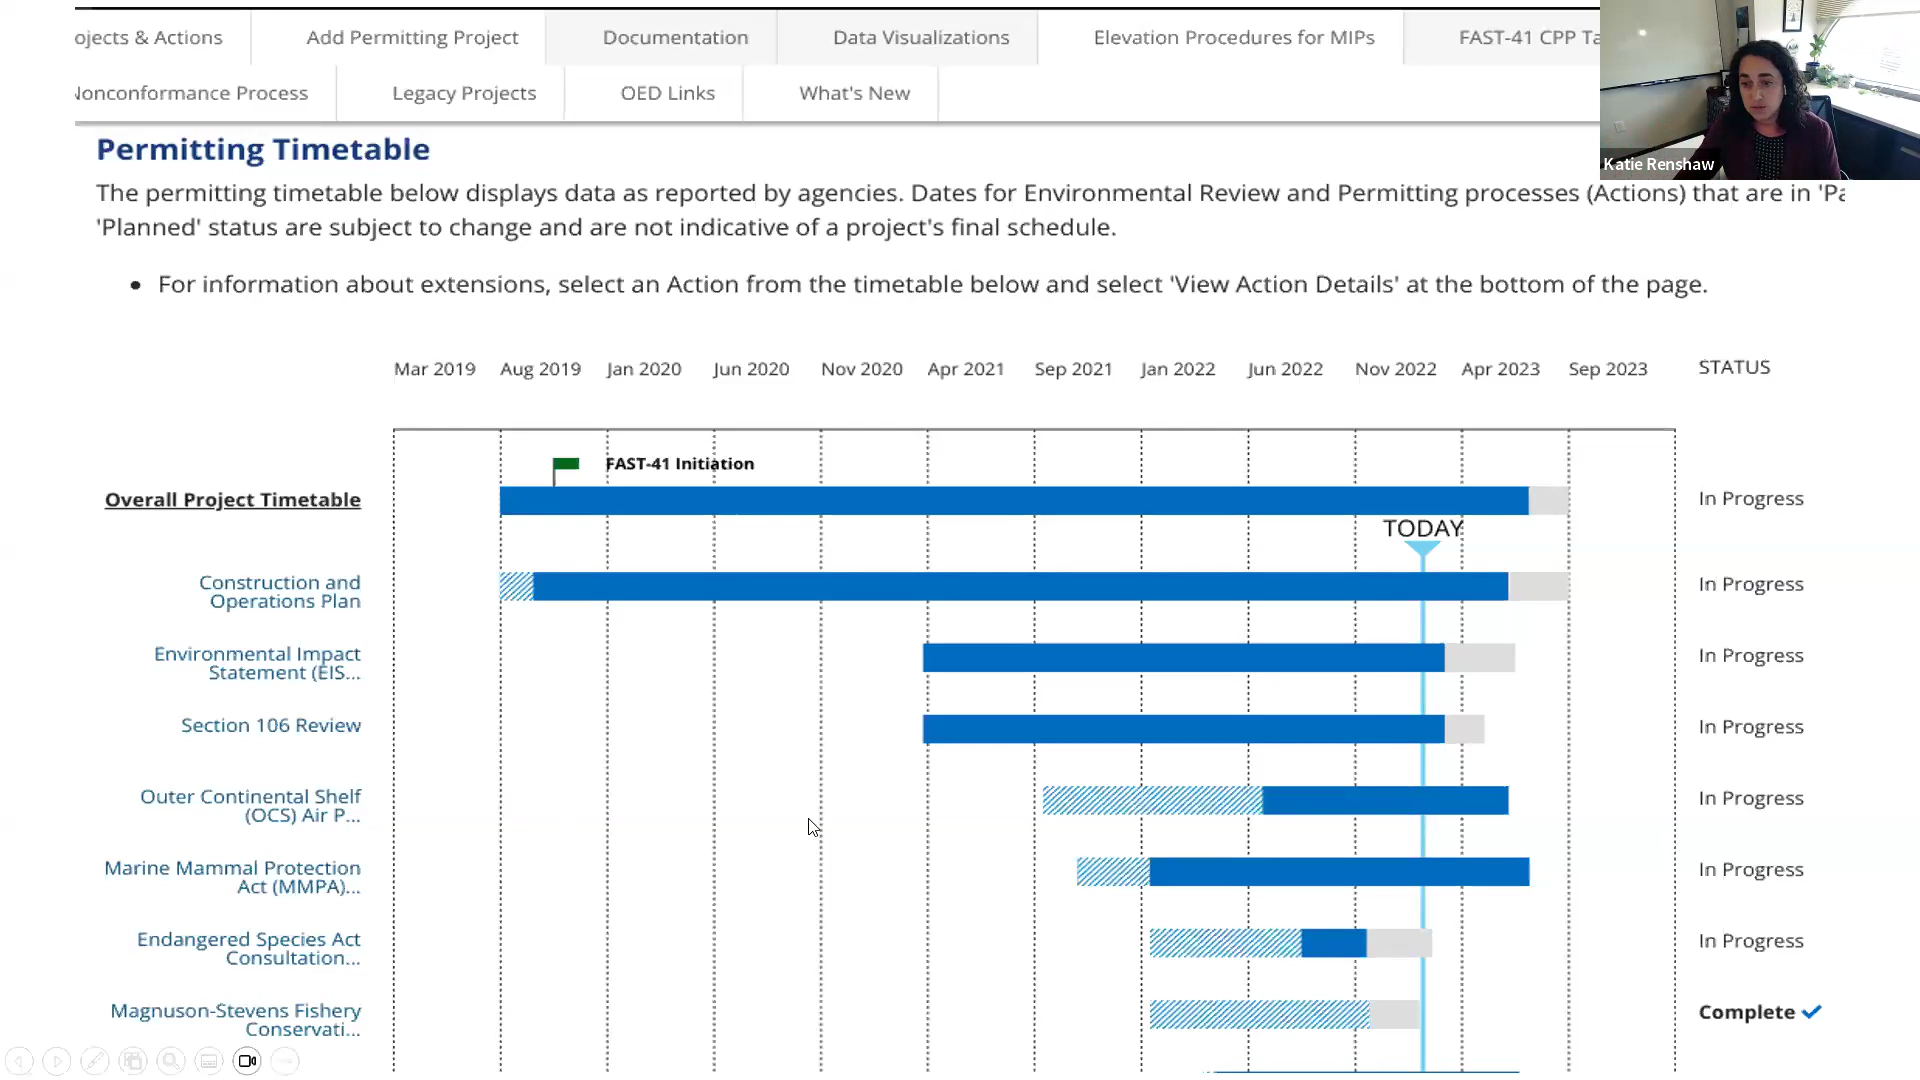 ojects & Actions
Add Permitting Project
Documentation
Data Visualizations
Elevation Procedures for MIPs
FAST-41 CPP Ta
Nonconformance Process
Legacy Projects
OED Links
What's New
Katie Renshaw
Permitting Timetable
The permitting timetable below displays data as reported by agencies. Dates for Environmental Review and Permitting processes (Actions) that are in 'Pa
'Planned' status are subject to change and are not indicative of a project's final schedule.
• For information about extensions, select an Action from the timetable below and select 'View Action Details' at the bottom of the page.
Mar 2019 Aug 2019 Jan 2020 Jun 2020 Nov 2020 Apr 2021 Sep 2021 Jan 2022 Jun 2022 Nov 2022 Apr 2023 Sep 2023 STATUS
FAST-41 Initiation
Overall Project Timetable In Progress
TODAY
Construction and
Operations Plan
In Progress
Environmental Impact
Statement (EIS...
In Progress
Section 106 Review In Progress
Outer Continental Shelf
(OCS) Air P...
In Progress
Marine Mammal Protection
Act (MMPA)...
In Progress
Endangered Species Act
Consultation...
In Progress
Magnuson-Stevens Fishery
Conservati...
Complete